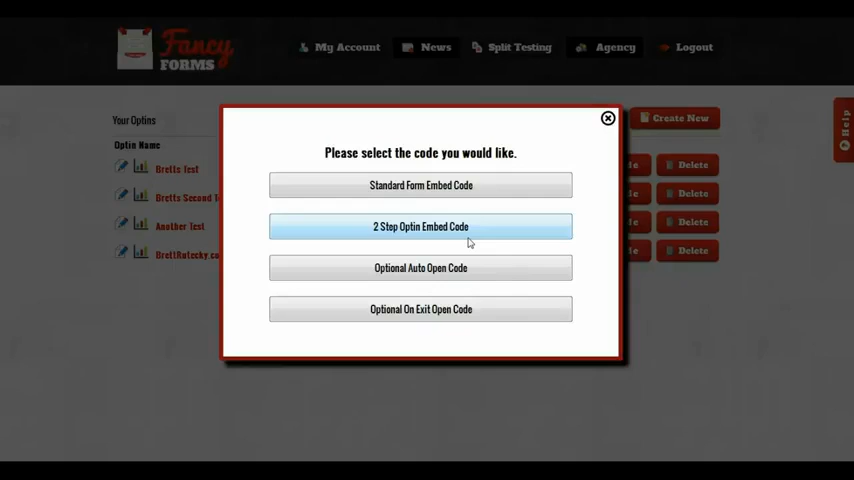 Fancy
FORMS
My Account
News
Split Testing
Agency
Logout
Your Optins
Create New
Help
Optin Name
Please select the code you would like.
Bretts Test
Delete
Standard Form Embed Code
Bretts Second
Delete
2 Step Optin Embed Code
Another Test
Delete
Optional Auto Open Code
Delete
Optional On Exit Open Code